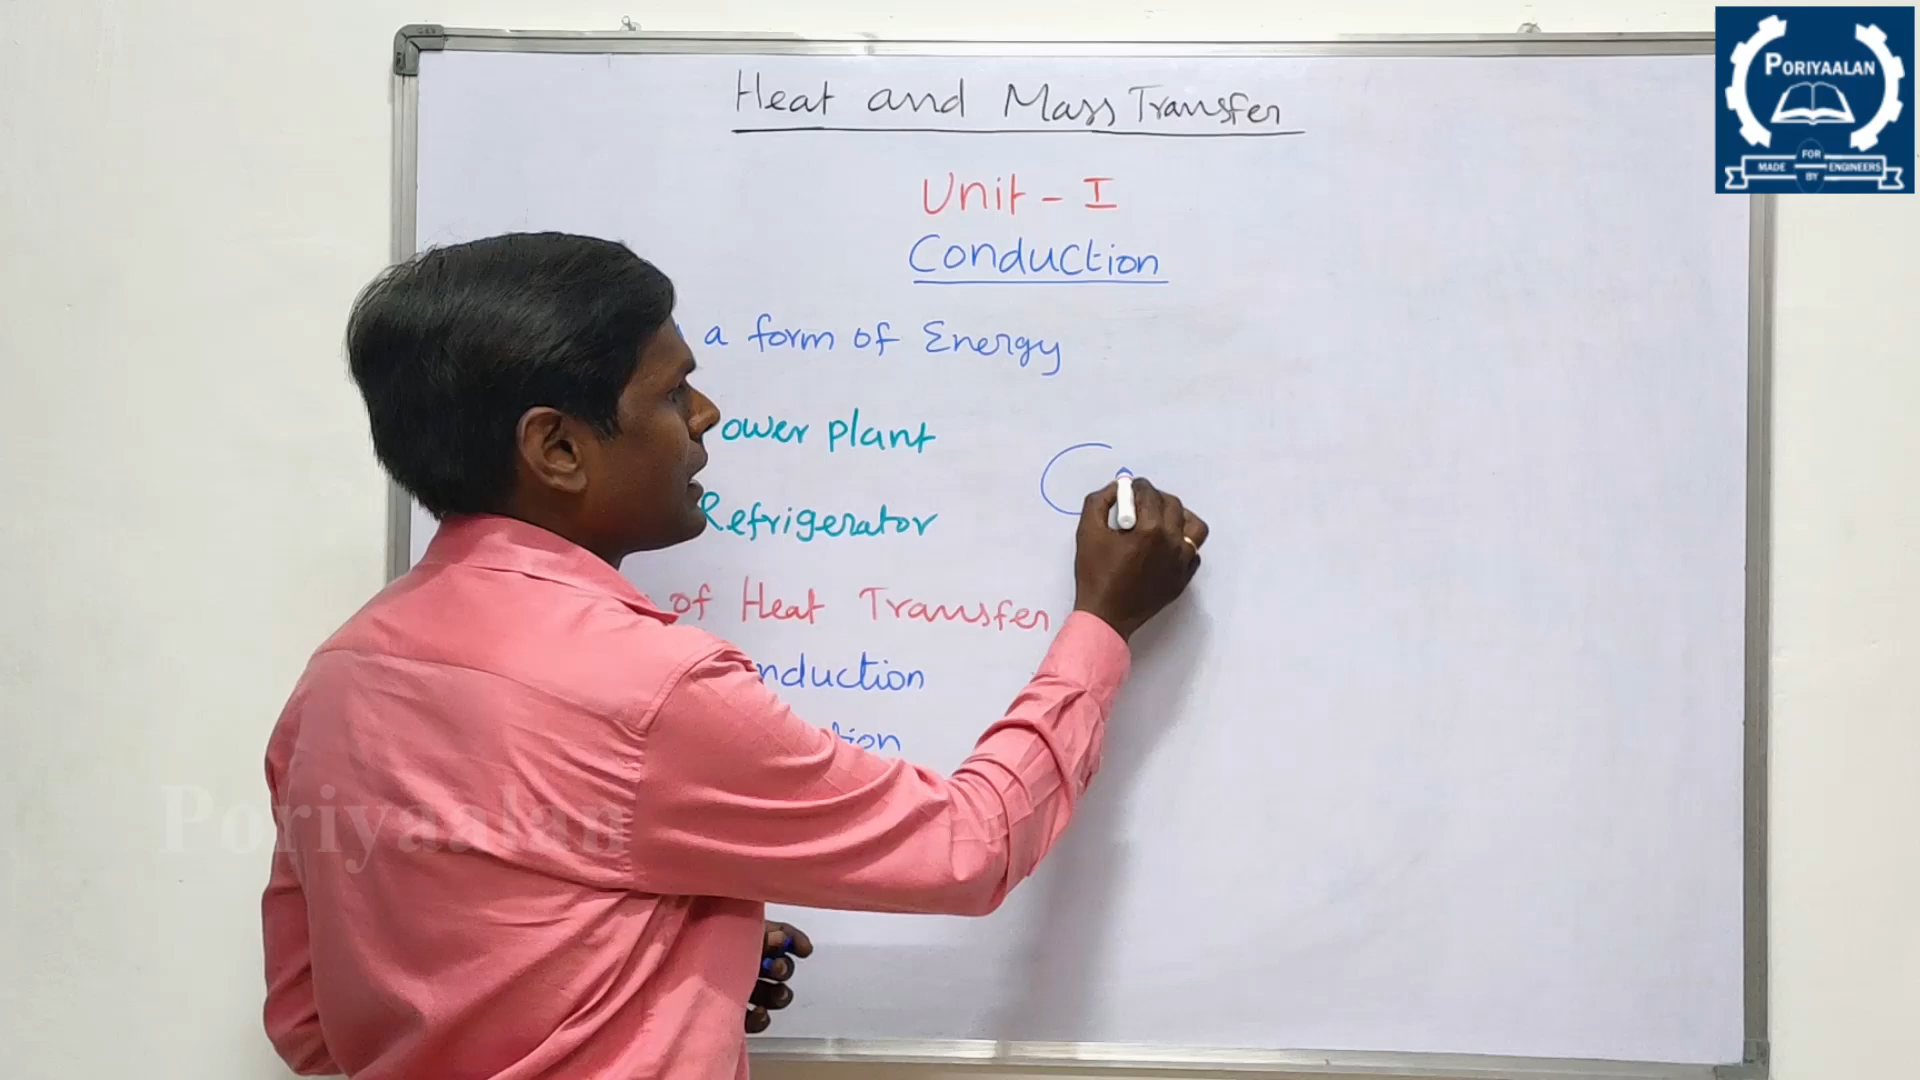 Heat and Mass Transfer
Unit - I
Conduction
a form of Energy
ower plant
Refrigerator
of Heat Transfer
nduction
tion
PORIYAALAN
MADE FOR BY ENGINEERS
Poriyaalan